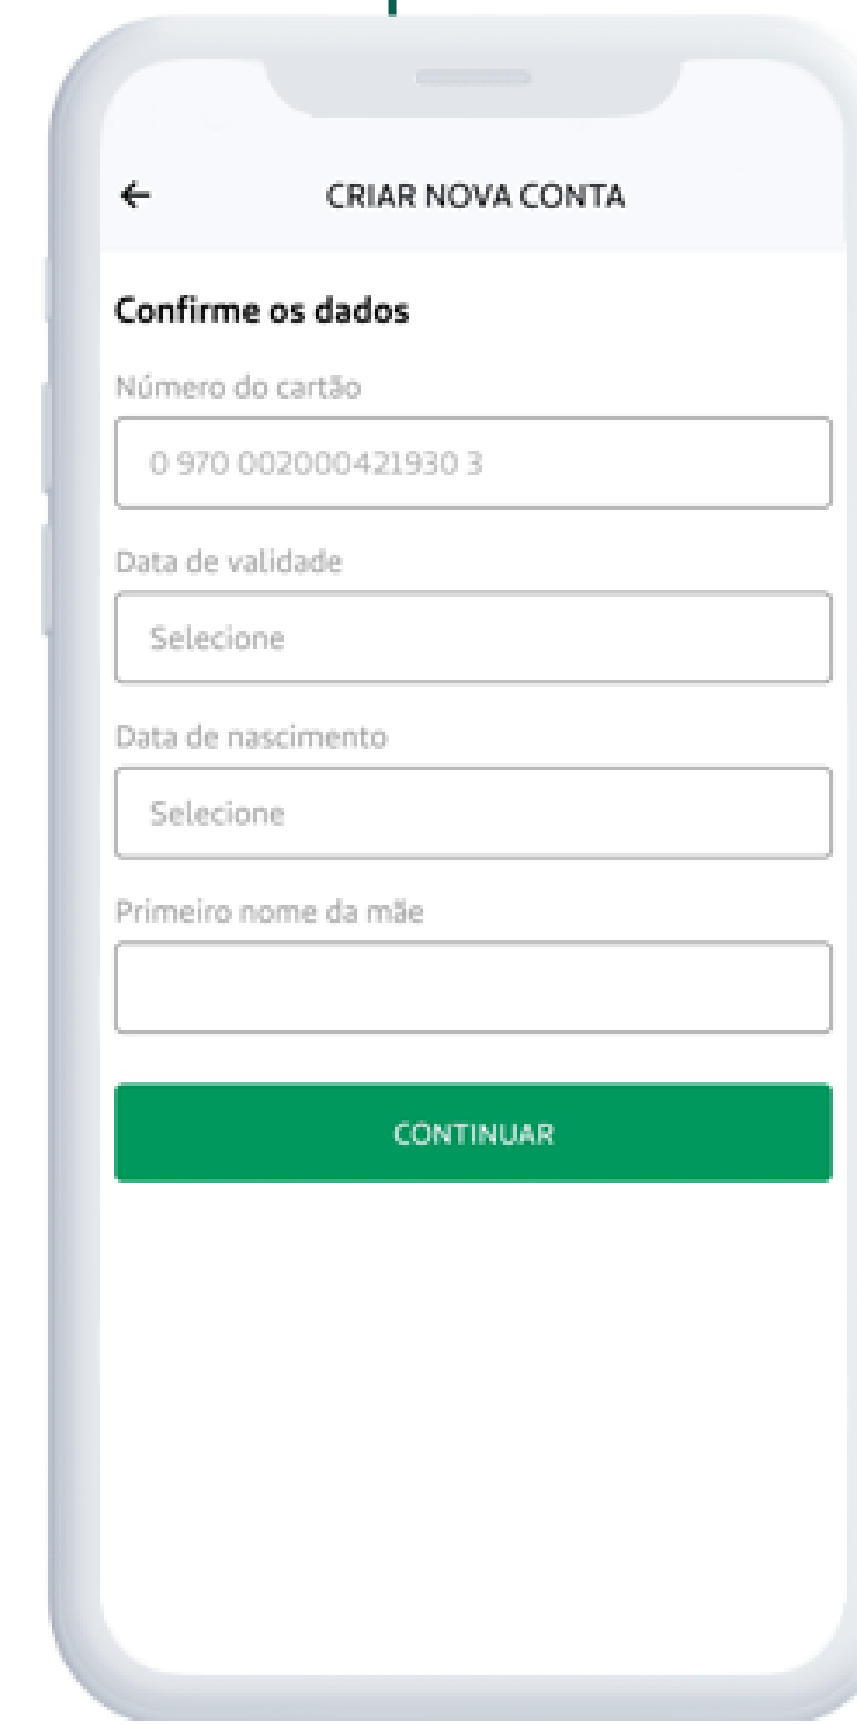 CRIAR NOVA CONTA
Confirme os dados
Número do cartão
0 970 002000421930 3
Data de validade
Selecione
Data de nascimento
Selecione
Primeiro nome da mãe
CONTINUAR